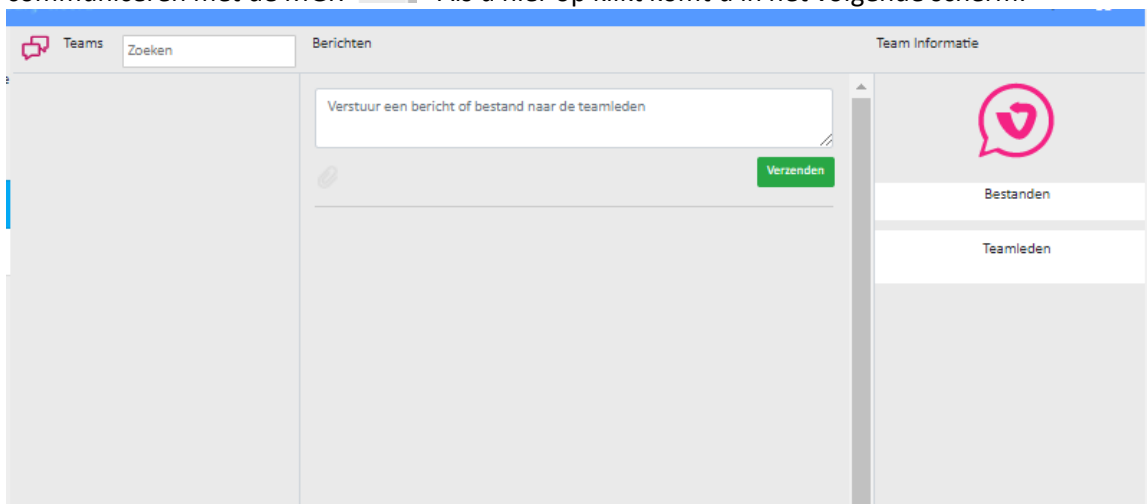 Teams
Zoeken
Berichten
Team Informatie
Verstuur een bericht of bestand naar de teamleden
Verzenden
Bestanden
Teamleden